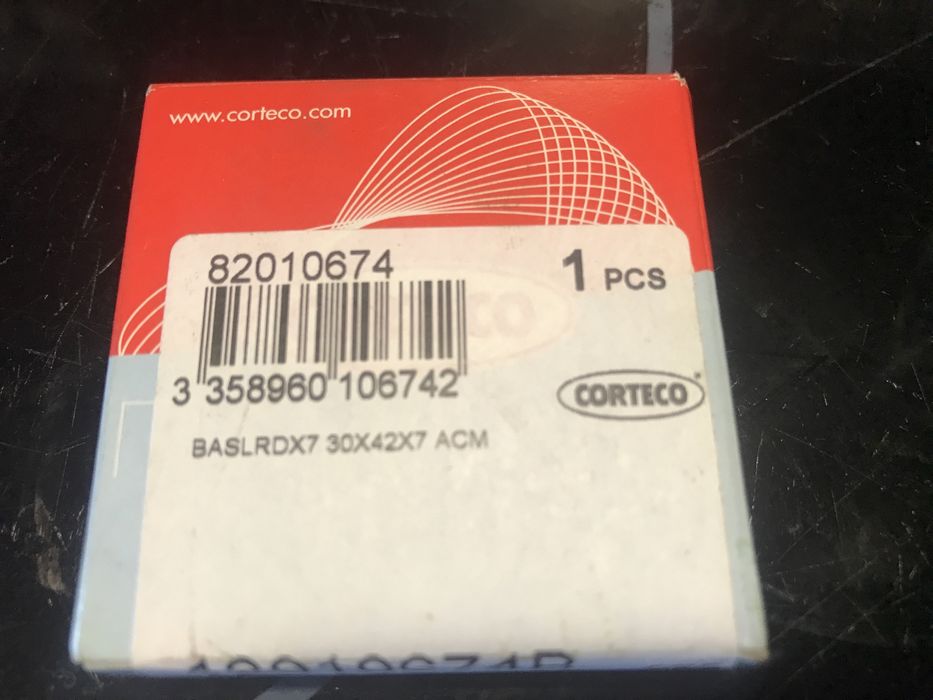 www.corteco.com
82010674
1 PCS
3 358960 106742
CORTECO
BASLRDX7 30X42X7 ACM